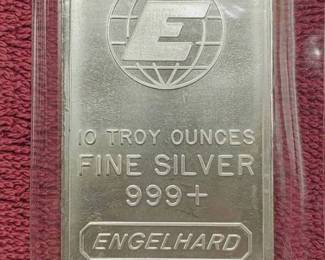 E
10 TROY OUNCES
FINE SILVER
999+
ENGELHARD